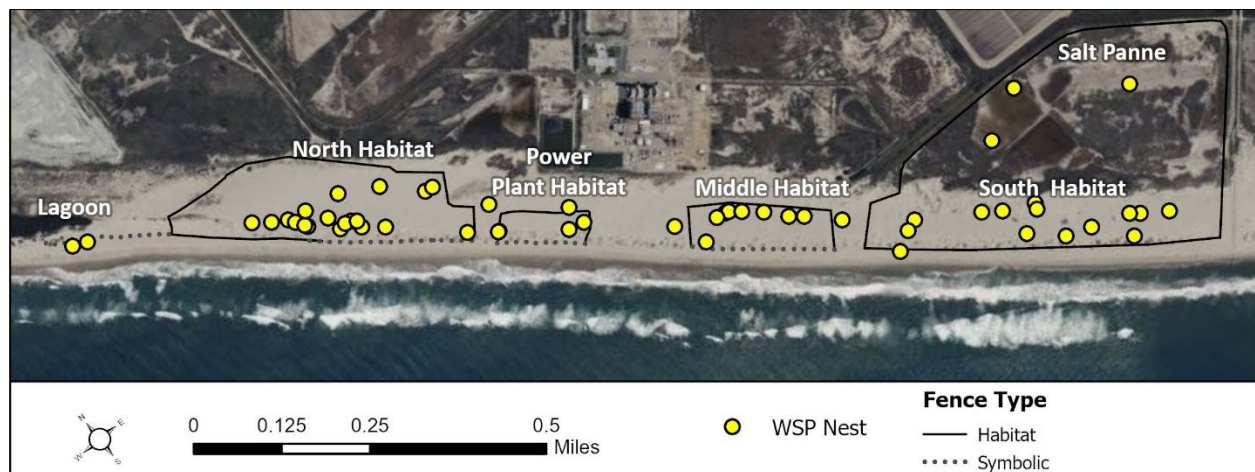 Salt Panne
North Habitat
Power
Plant Habitat
Middle Habitat
South Habitat
Lagoon
N
E
W
S
0
0.125
0.25
0.5
Miles
WSP Nest
Fence Type
Habitat
Symbolic